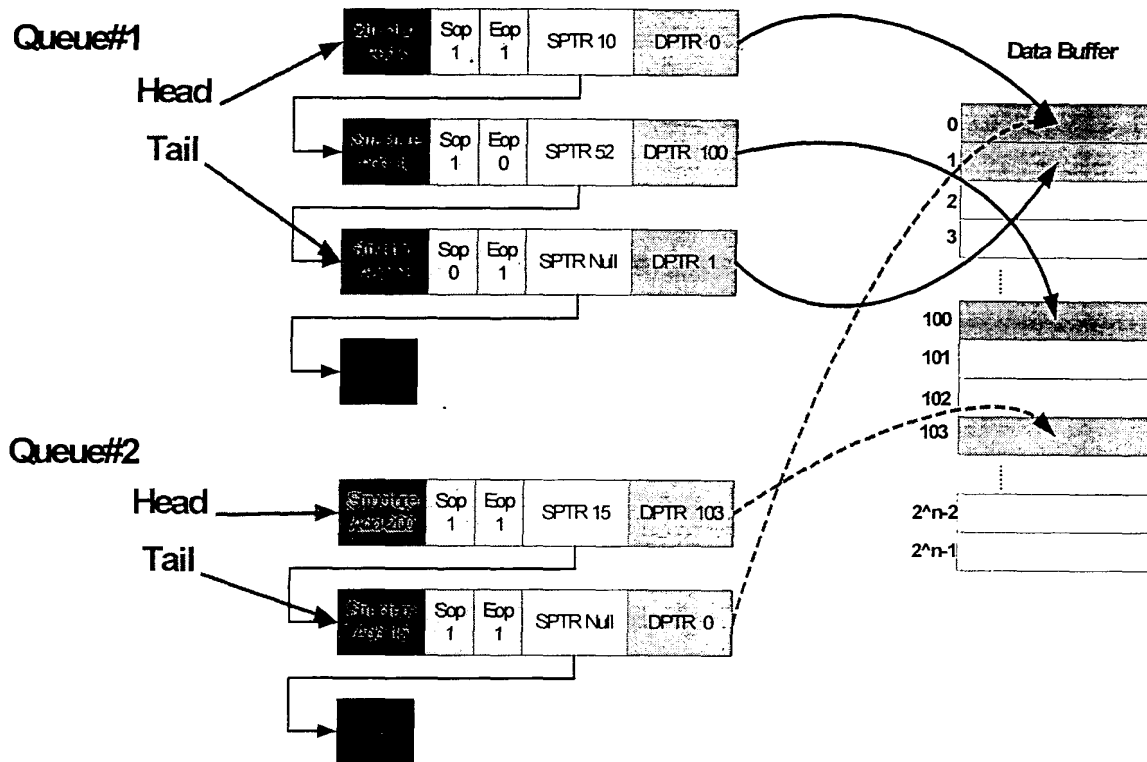 Queue#1
Head
Tail
Sop 1
Eop 1
SPTR 10
DPTR 0
Sop 1
Eop 0
SPTR 52
DPTR 100
Sop 0
Eop 1
SPTR Null
DPTR 1
Queue#2
Head
Tail
Sop 1
Eop 1
SPTR 15
DPTR 103
Sop 1
Eop 1
SPTR Null
DPTR 0
Data Buffer
0
1
2
3
100
101
102
103
2^n-2
2^n-1